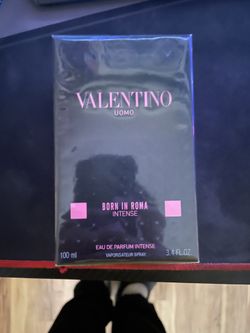 VALENTINO
UOMO
BORN IN ROMA
INTENSE
EAU DE PARFUM INTENSE
VAPORISATEUR SPRAY
100 ml
3.4 FL.OZ.